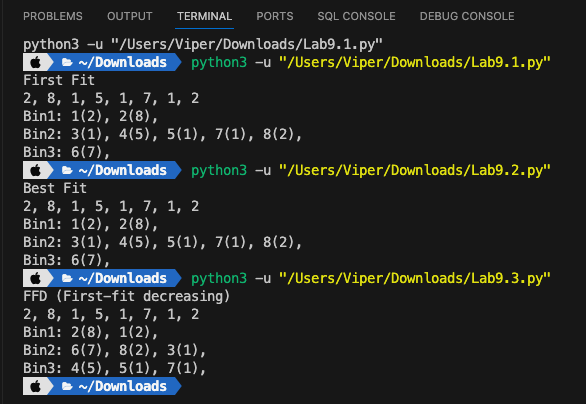 PROBLEMS OUTPUT TERMINAL PORTS SQL CONSOLE DEBUG CONSOLE
python3 -u "/Users/Viper/Downloads/Lab9.1.py"
~/Downloads python3 -u "/Users/Viper/Downloads/Lab9.1.py"
First Fit
2, 8, 1, 5, 1, 7, 1, 2
Bin1: 1(2), 2(8),
Bin2: 3(1), 4(5), 5(1), 7(1), 8(2),
Bin3: 6(7),
~/Downloads python3 -u "/Users/Viper/Downloads/Lab9.2.py"
Best Fit
2, 8, 1, 5, 1, 7, 1, 2
Bin1: 1(2), 2(8),
Bin2: 3(1), 4(5), 5(1), 7(1), 8(2),
Bin3: 6(7),
~/Downloads python3 -u "/Users/Viper/Downloads/Lab9.3.py"
FFD (First-fit decreasing)
2, 8, 1, 5, 1, 7, 1, 2
Bin1: 2(8), 1(2),
Bin2: 6(7), 8(2), 3(1),
Bin3: 4(5), 5(1), 7(1),
~/Downloads